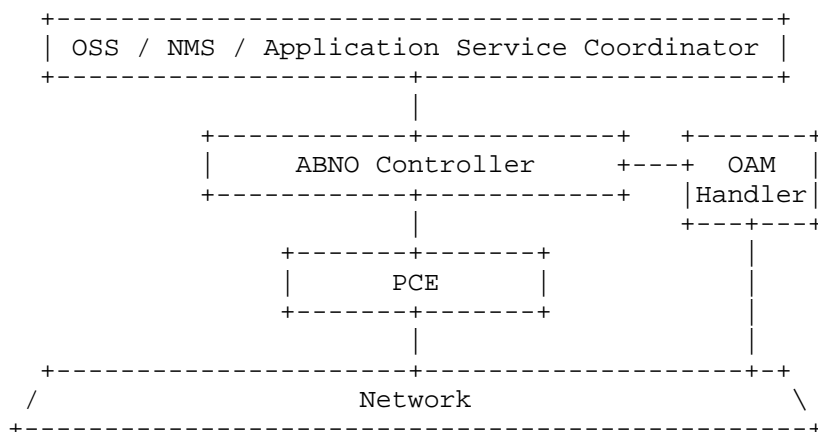 OSS / NMS / Application Service Coordinator
ABNO Controller
OAM
Handler
PCE
Network